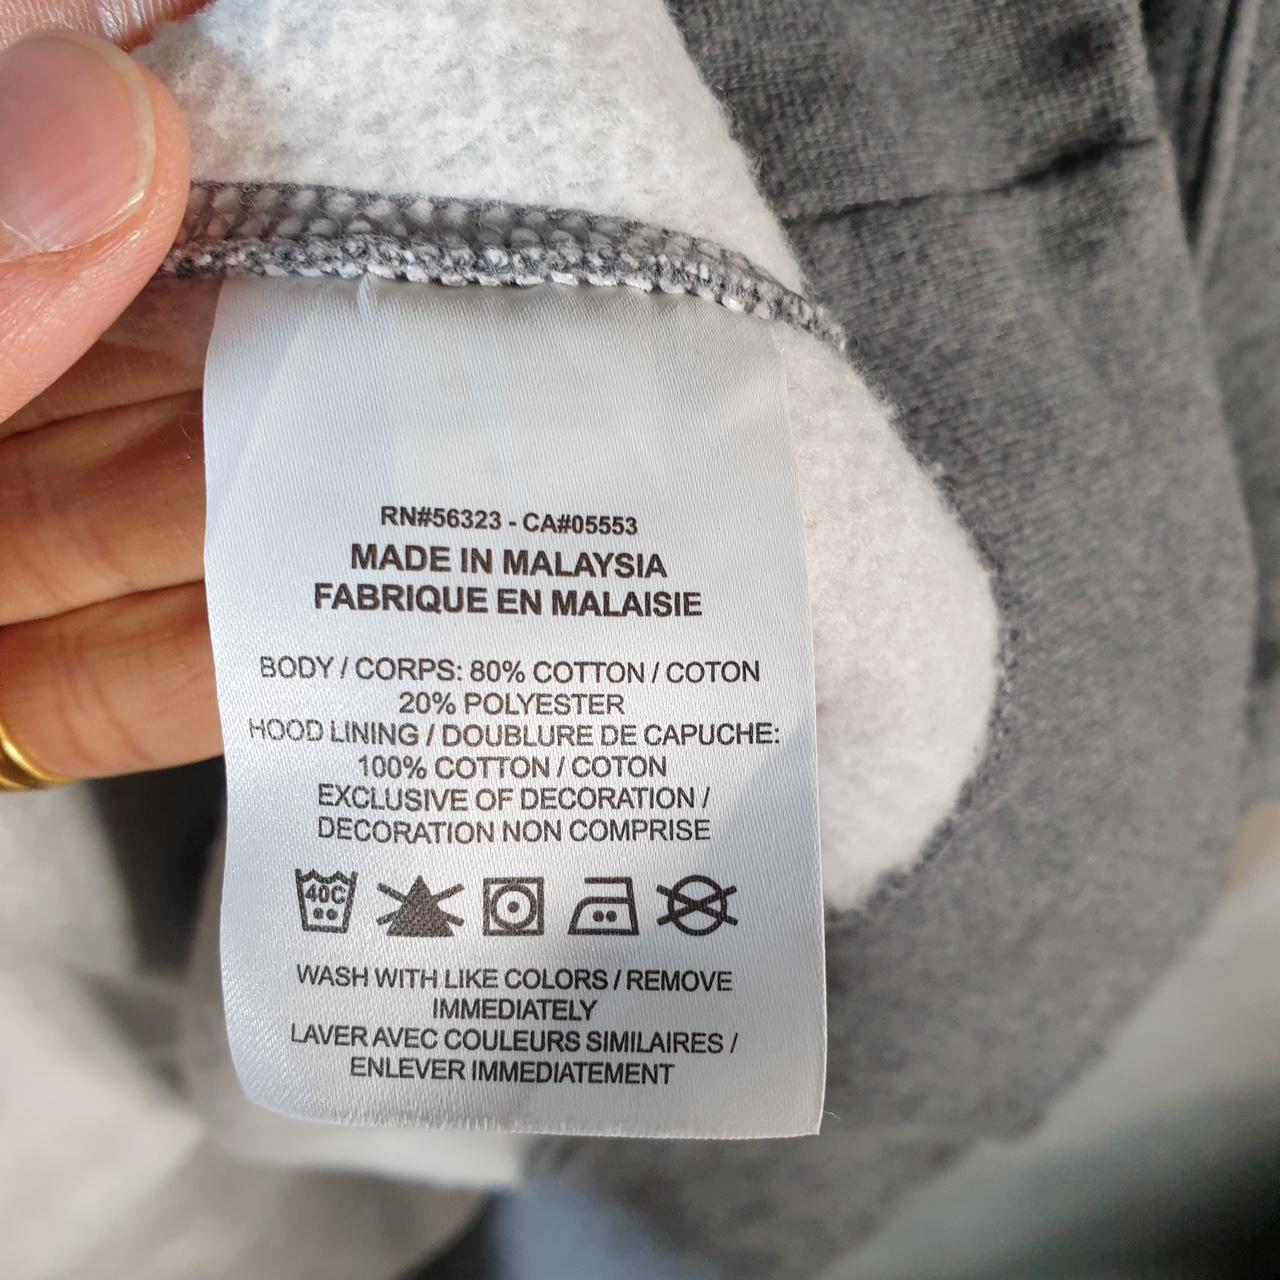 RN#56323 - CA#05553
MADE IN MALAYSIA
FABRIQUE EN MALAISIE
BODY / CORPS: 80% COTTON / COTON
20% POLYESTER
HOOD LINING / DOUBLURE DE CAPUCHE:
100% COTTON / COTON
EXCLUSIVE OF DECORATION /
DECORATION NON COMPRISE
40C
WASH WITH LIKE COLORS / REMOVE
IMMEDIATELY
LAVER AVEC COULEURS SIMILAIRES /
ENLEVER IMMEDIATEMENT